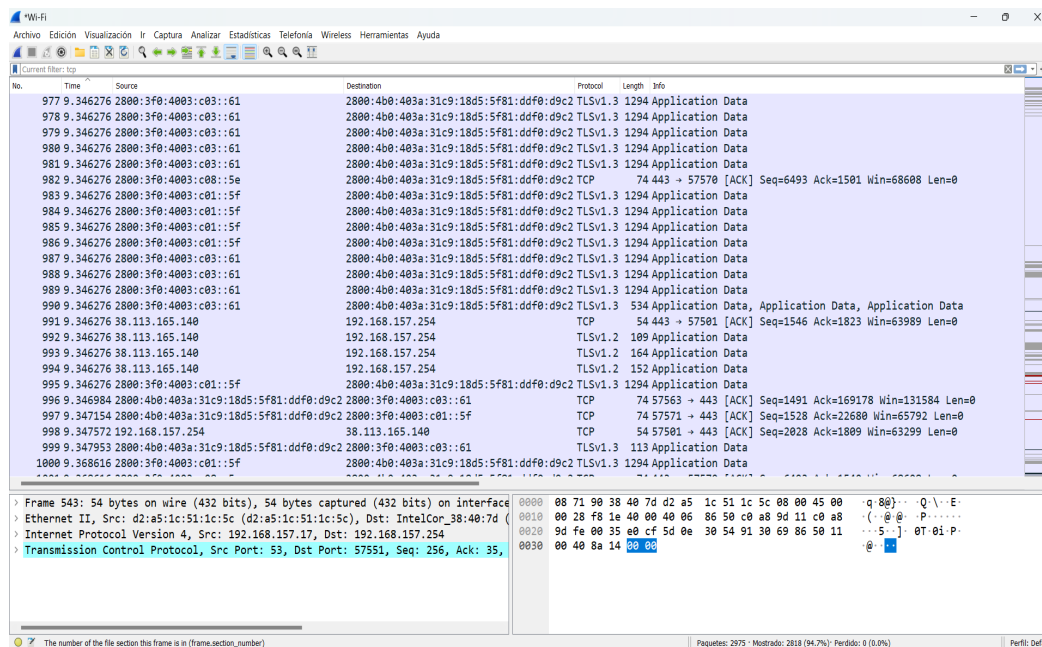 *Wi-Fi
Archivo Edición Visualización Ir Captura Analizar Estadísticas Telefonía Wireless Herramientas Ayuda
Current filter: tcp
No. Time Source Destination Protocol Length Info
977 9.346276 2800:3f0:4003:c03::61 2800:4b0:403a:31c9:18d5:5f81:ddf0:d9c2 TLSv1.3 1294 Application Data
978 9.346276 2800:3f0:4003:c03::61 2800:4b0:403a:31c9:18d5:5f81:ddf0:d9c2 TLSv1.3 1294 Application Data
979 9.346276 2800:3f0:4003:c03::61 2800:4b0:403a:31c9:18d5:5f81:ddf0:d9c2 TLSv1.3 1294 Application Data
980 9.346276 2800:3f0:4003:c03::61 2800:4b0:403a:31c9:18d5:5f81:ddf0:d9c2 TLSv1.3 1294 Application Data
981 9.346276 2800:3f0:4003:c03::61 2800:4b0:403a:31c9:18d5:5f81:ddf0:d9c2 TLSv1.3 1294 Application Data
982 9.346276 2800:3f0:4003:c08::5e 2800:4b0:403a:31c9:18d5:5f81:ddf0:d9c2 TCP 74 443 → 57570 [ACK] Seq=6493 Ack=1501 Win=68608 Len=0
983 9.346276 2800:3f0:4003:c01::5f 2800:4b0:403a:31c9:18d5:5f81:ddf0:d9c2 TLSv1.3 1294 Application Data
984 9.346276 2800:3f0:4003:c01::5f 2800:4b0:403a:31c9:18d5:5f81:ddf0:d9c2 TLSv1.3 1294 Application Data
985 9.346276 2800:3f0:4003:c01::5f 2800:4b0:403a:31c9:18d5:5f81:ddf0:d9c2 TLSv1.3 1294 Application Data
986 9.346276 2800:3f0:4003:c01::5f 2800:4b0:403a:31c9:18d5:5f81:ddf0:d9c2 TLSv1.3 1294 Application Data
987 9.346276 2800:3f0:4003:c03::61 2800:4b0:403a:31c9:18d5:5f81:ddf0:d9c2 TLSv1.3 1294 Application Data
988 9.346276 2800:3f0:4003:c03::61 2800:4b0:403a:31c9:18d5:5f81:ddf0:d9c2 TLSv1.3 1294 Application Data
989 9.346276 2800:3f0:4003:c03::61 2800:4b0:403a:31c9:18d5:5f81:ddf0:d9c2 TLSv1.3 1294 Application Data
990 9.346276 2800:3f0:4003:c03::61 2800:4b0:403a:31c9:18d5:5f81:ddf0:d9c2 TLSv1.3 534 Application Data, Application Data, Application Data
991 9.346276 38.113.165.140 192.168.157.254 TCP 54 443 → 57501 [ACK] Seq=1546 Ack=1823 Win=63989 Len=0
992 9.346276 38.113.165.140 192.168.157.254 TLSv1.2 109 Application Data
993 9.346276 38.113.165.140 192.168.157.254 TLSv1.2 164 Application Data
994 9.346276 38.113.165.140 192.168.157.254 TLSv1.2 152 Application Data
995 9.346276 2800:3f0:4003:c01::5f 2800:4b0:403a:31c9:18d5:5f81:ddf0:d9c2 TLSv1.3 1294 Application Data
996 9.346984 2800:4b0:403a:31c9:18d5:5f81:ddf0:d9c2 2800:3f0:4003:c03::61 TCP 74 57563 → 443 [ACK] Seq=1491 Ack=169178 Win=131584 Len=0
997 9.347154 2800:4b0:403a:31c9:18d5:5f81:ddf0:d9c2 2800:3f0:4003:c01::5f TCP 74 57571 → 443 [ACK] Seq=1528 Ack=22680 Win=65792 Len=0
998 9.347572 192.168.157.254 38.113.165.140 TCP 54 57501 → 443 [ACK] Seq=2028 Ack=1809 Win=63299 Len=0
999 9.347953 2800:4b0:403a:31c9:18d5:5f81:ddf0:d9c2 2800:3f0:4003:c03::61 TLSv1.3 113 Application Data
1000 9.368616 2800:3f0:4003:c01::5f 2800:4b0:403a:31c9:18d5:5f81:ddf0:d9c2 TLSv1.3 1294 Application Data
> Frame 543: 54 bytes on wire (432 bits), 54 bytes captured (432 bits) on interface
> Ethernet II, Src: d2:a5:1c:51:1c:5c (d2:a5:1c:51:1c:5c), Dst: IntelCor_38:40:7d (
> Internet Protocol Version 4, Src: 192.168.157.17, Dst: 192.168.157.254
> Transmission Control Protocol, Src Port: 53, Dst Port: 57551, Seq: 256, Ack: 35,
0000 08 71 90 38 40 7d d2 a5 1c 51 1c 5c 08 00 45 00 ·q·8@}·· ·Q·\··E·
0010 00 28 f8 1e 40 00 40 06 86 50 c0 a8 9d 11 c0 a8 ·(··@·@· ·P······
0020 9d fe 00 35 e0 cf 5d 0e 30 54 91 30 69 86 50 11 ···5··]· 0T·0i·P·
0030 00 40 8a 14 00 00 ·@····
The number of the file section this frame is in (frame.section_number)
Paquetes: 2975 · Mostrado: 2818 (94.7%)· Perdido: 0 (0.0%)
Perfil: Def